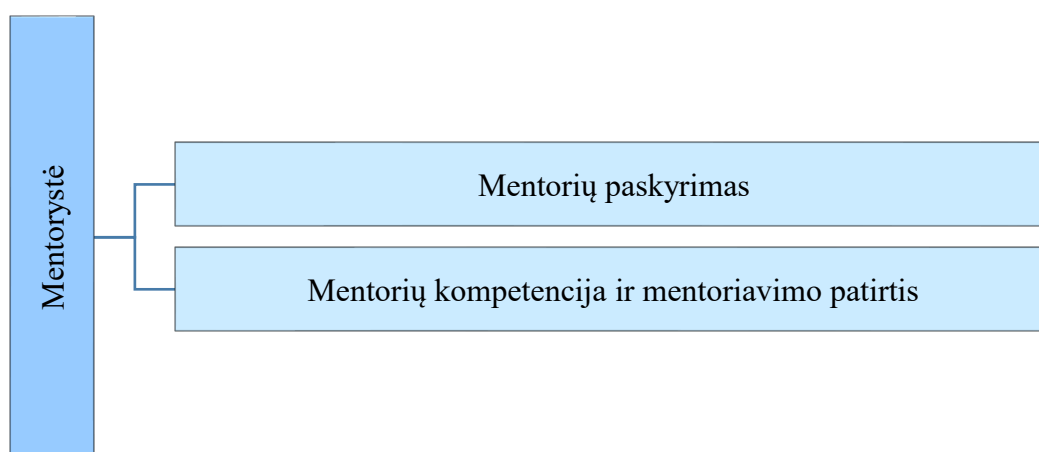 Mentorystė
Mentorių paskyrimas
Mentorių kompetencija ir mentoriavimo patirtis